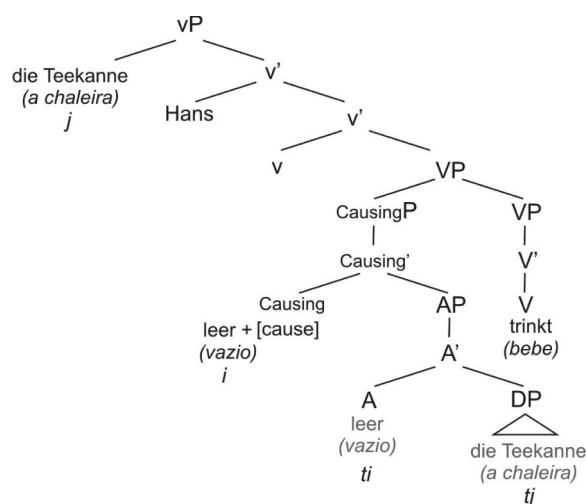 vP
die Teekanne
(a chaleira)
j
v'
Hans
v'
v
VP
CausingP
VP
Causing'
V'
Causing
leer + [cause]
(vazio)
i
AP
V
trinkt
(bebe)
A'
A
leer
(vazio)
ti
DP
die Teekanne
(a chaleira)
tj